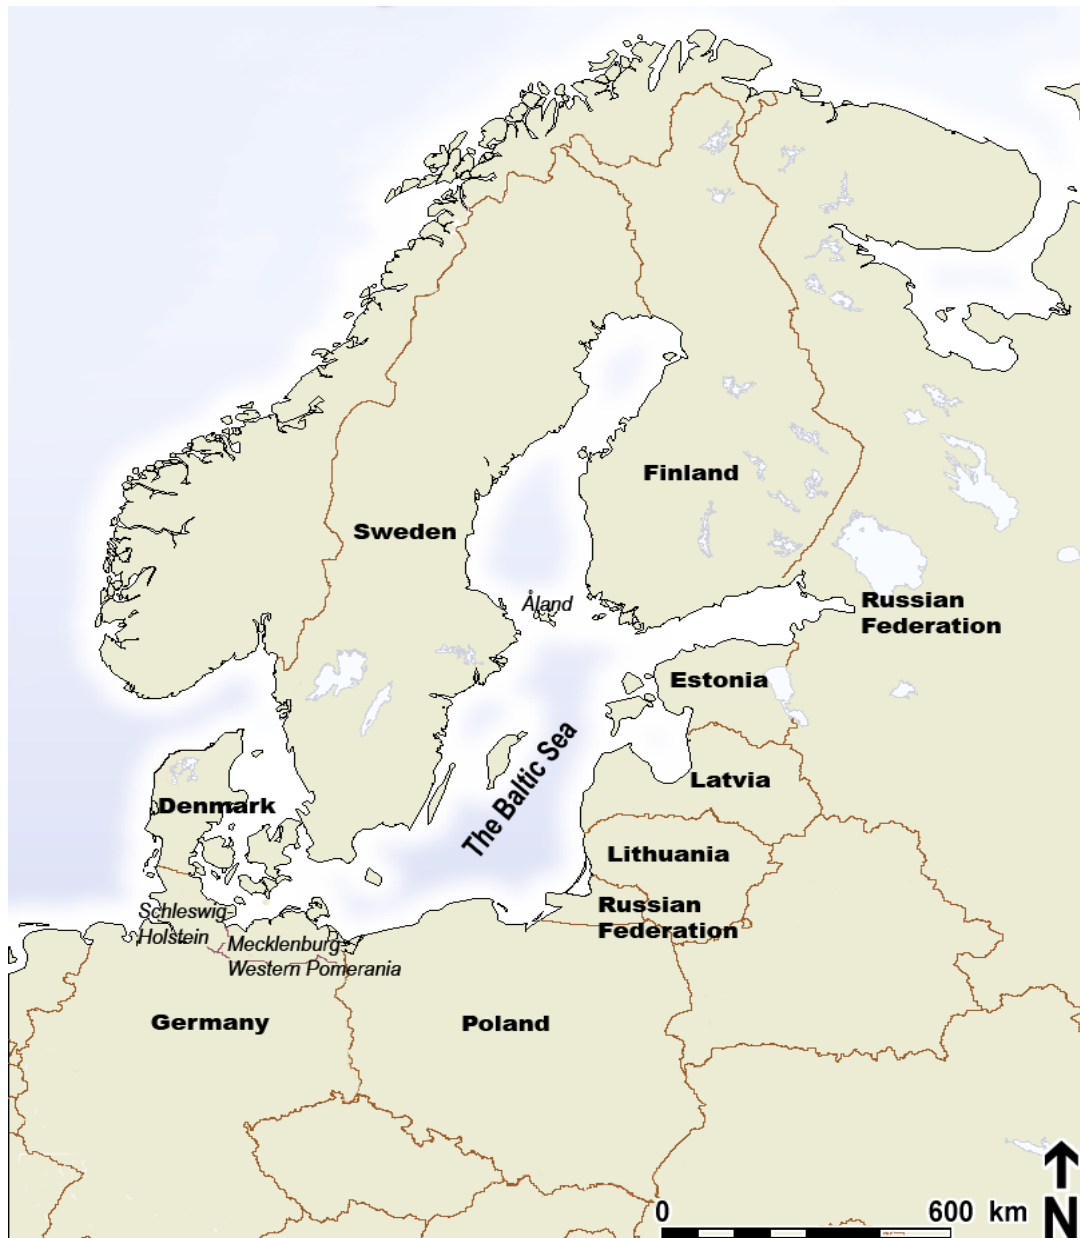 Finland
Sweden
Åland
Russian
Federation
Estonia
The Baltic Sea
Latvia
Denmark
Lithuania
Russian
Federation
Schleswig-
Holstein
Mecklenburg-
Western Pomerania
Germany
Poland
0 600 km
N